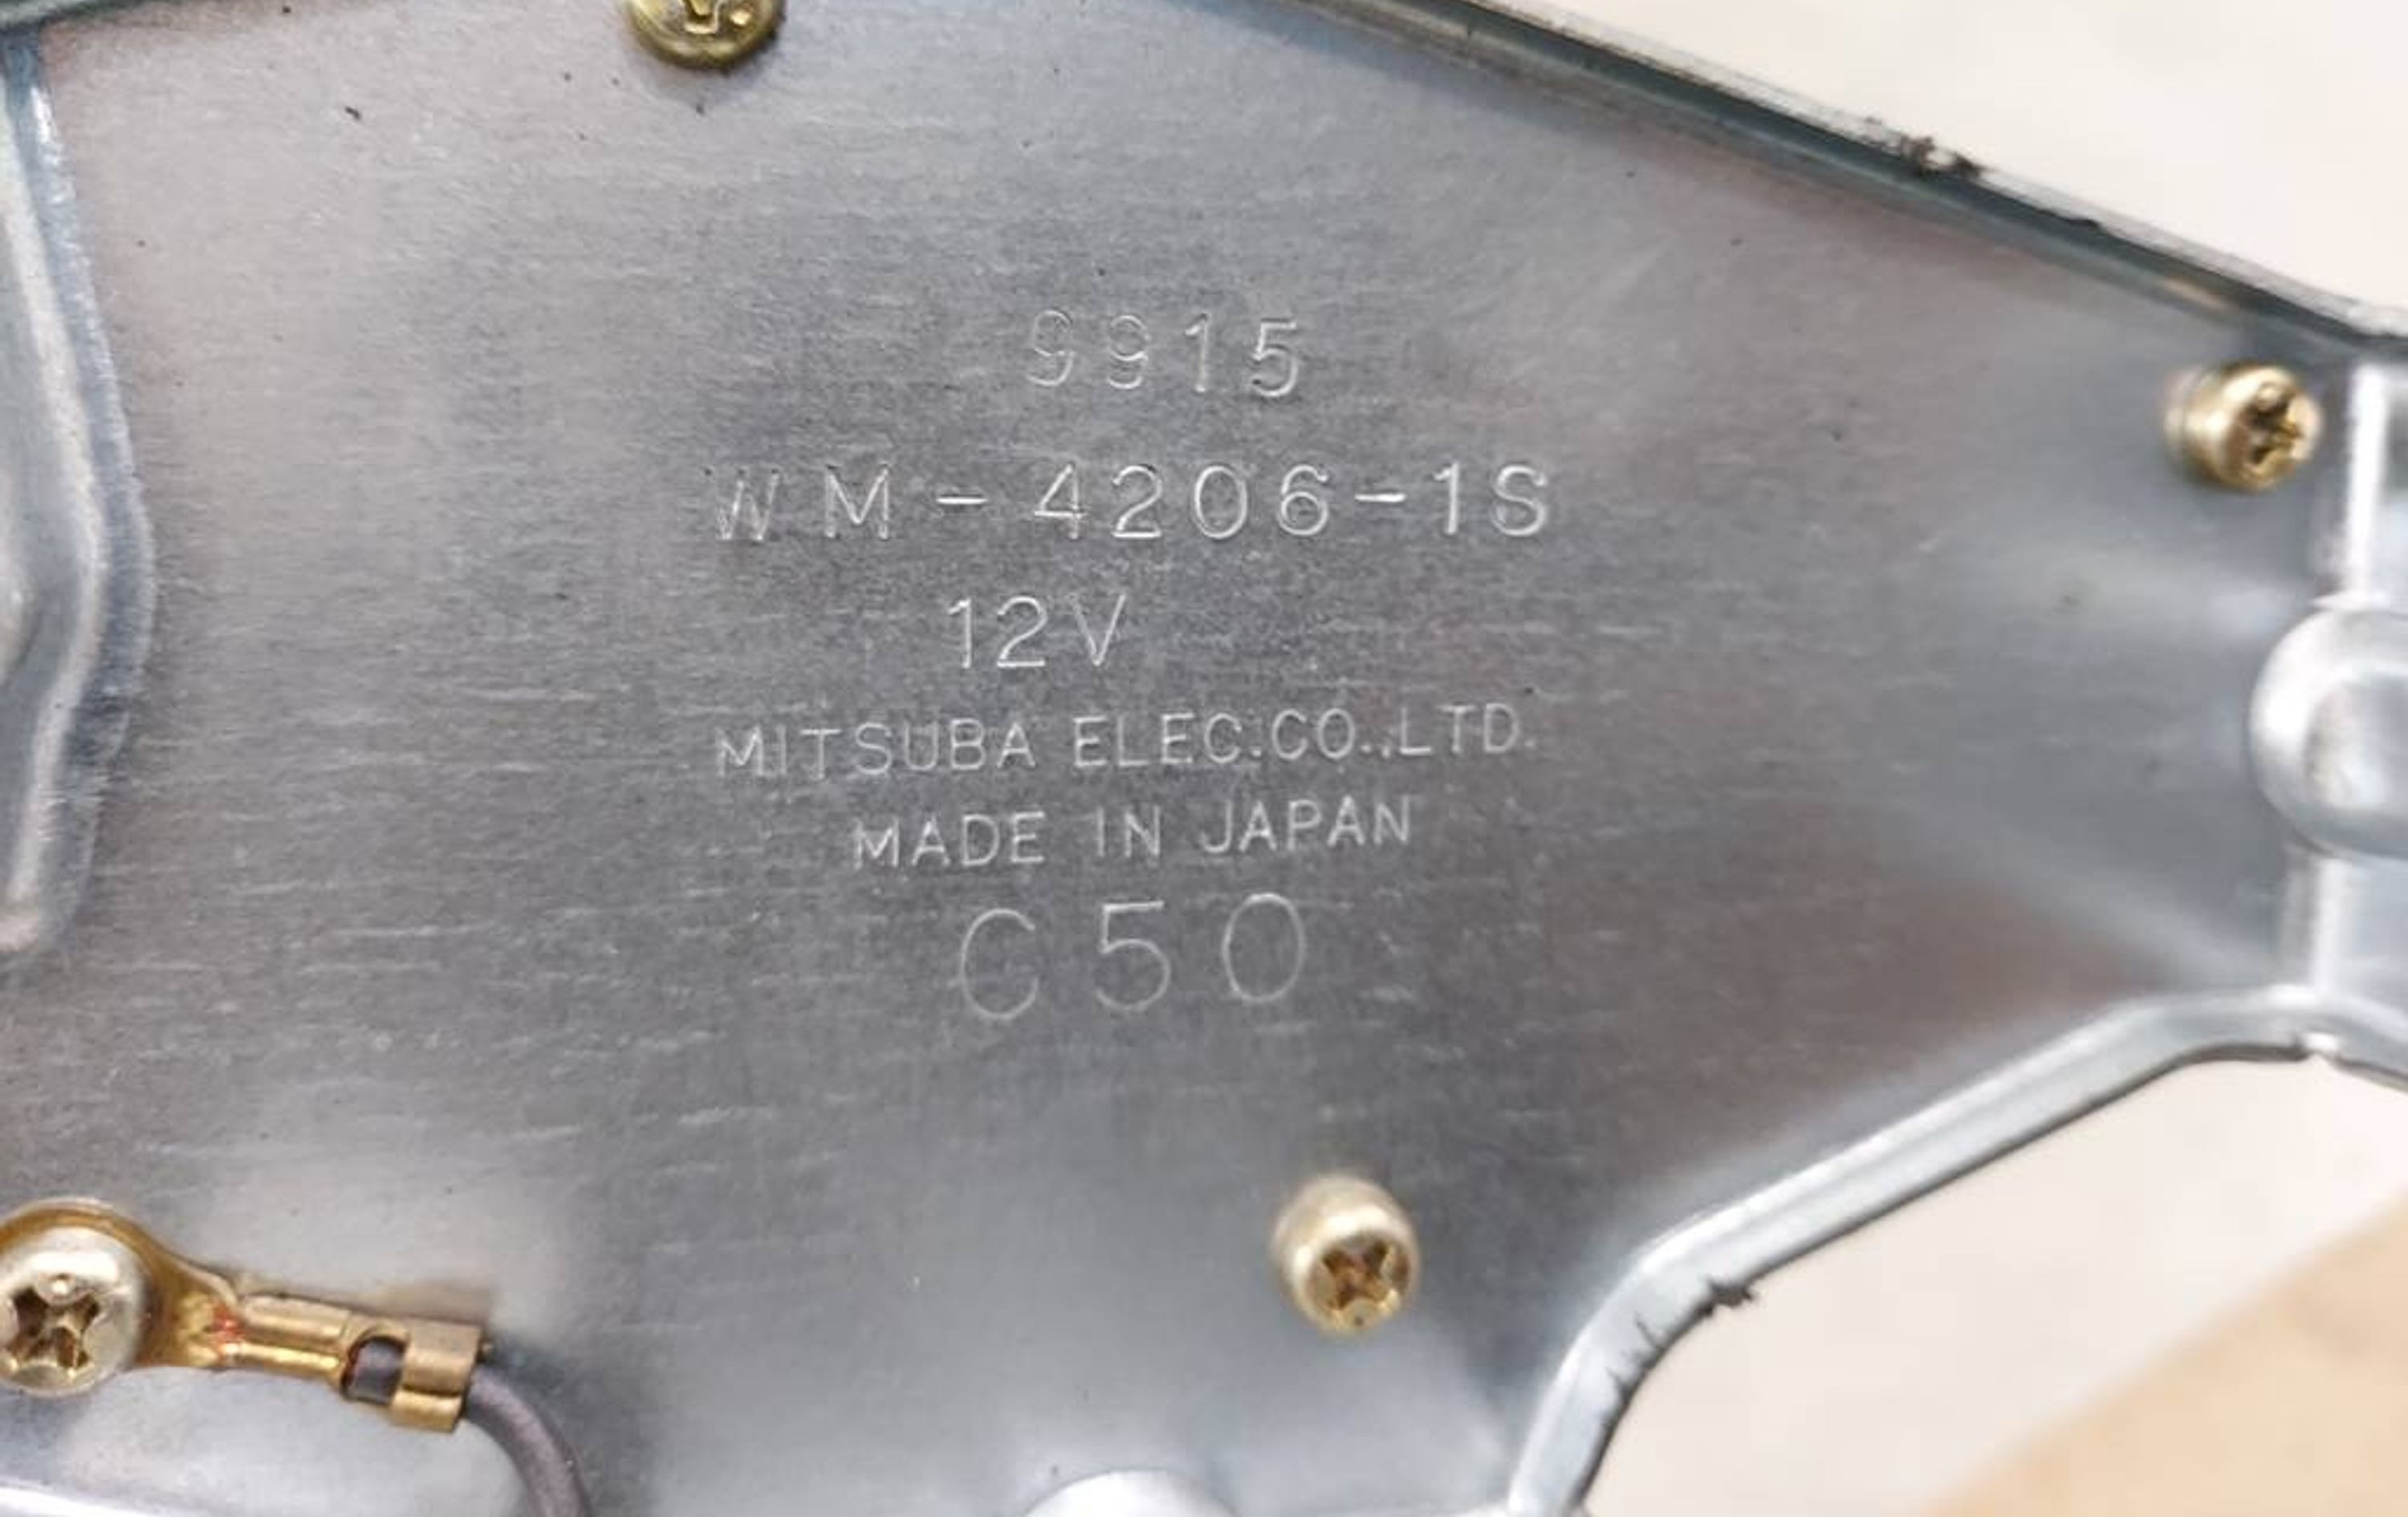 9915
WM-4206-1S
12V
MITSUBA ELEC.CO.,LTD.
MADE IN JAPAN
C50